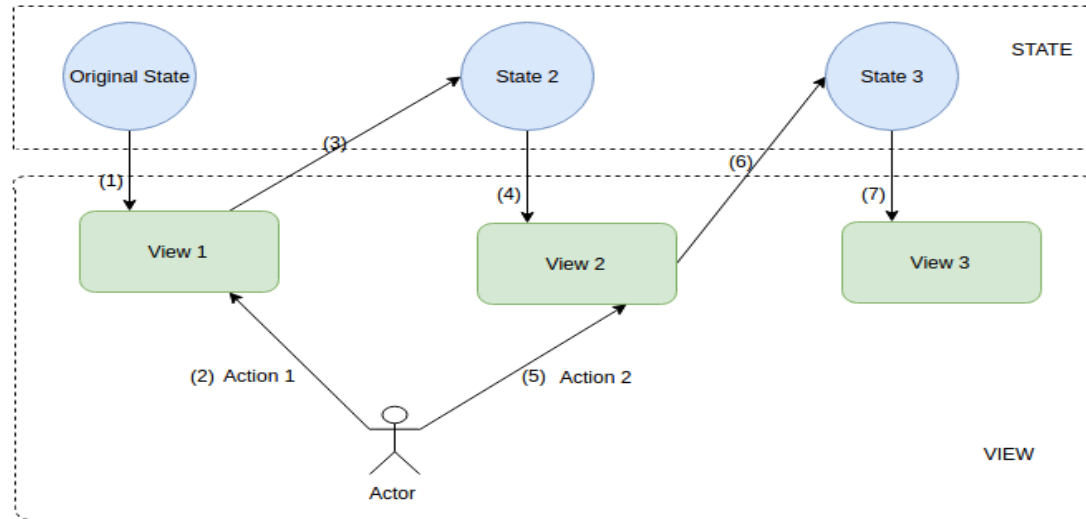 Original State
State 2
State 3
STATE
(3)
(6)
(1)
(4)
(7)
View 1
View 2
View 3
(2) Action 1
(5) Action 2
VIEW
Actor